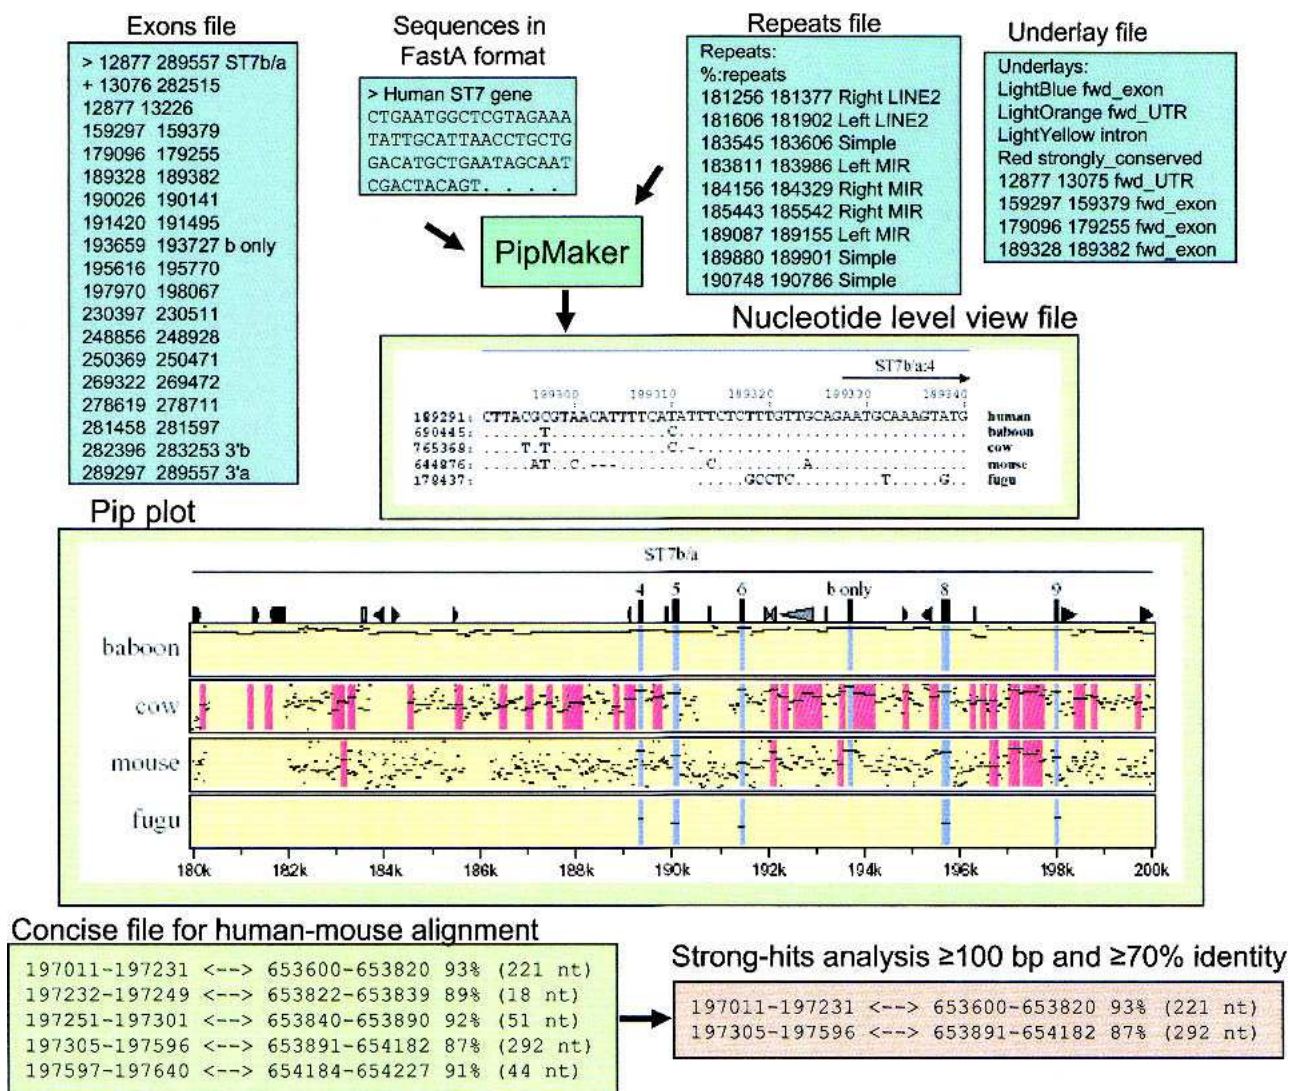 Exons file
> 12877 289557 ST7b/a
+ 13076 282515
12877 13226
159297 159379
179096 179255
189328 189382
190026 190141
191420 191495
193659 193727 b only
195616 195770
197970 198067
230397 230511
248856 248928
250369 250471
269322 269472
278619 278711
281458 281597
282396 283253 3'b
289297 289557 3'a
Sequences in
FastA format
> Human ST7 gene
CTGAATGGCTCGTAGAAA
TATTGCATTAACCTGCTG
GACATGCTGAATAGCAAT
CGACTACAGT. . . .
Repeats file
Repeats:
%:repeats
181256 181377 Right LINE2
181606 181902 Left LINE2
183545 183606 Simple
183811 183986 Left MIR
184156 184329 Right MIR
185443 185542 Right MIR
189087 189155 Left MIR
189880 189901 Simple
190748 190786 Simple
Underlay file
Underlays:
LightBlue fwd_exon
LightOrange fwd_UTR
LightYellow intron
Red strongly_conserved
12877 13075 fwd_UTR
159297 159379 fwd_exon
179096 179255 fwd_exon
189328 189382 fwd_exon
PipMaker
Nucleotide level view file
ST7b/a:4
189300 189310 189320 189330 189340
189291: CTTACGCGTAACATTTTCATATTTCTCTTTGTTGCAGAATGCAAAGTATG human
690445: ......T............C............................. baboon
765368: ....T.T............C.-............................ cow
644876: .....AT..C.---.........C.........A................ mouse
178437: .....GCCTC.........T.....G.. fugu
Pip plot
ST7b/a
4 5 6 b only 8 9
baboon
cow
mouse
fugu
180k 182k 184k 186k 188k 190k 192k 194k 196k 198k 200k
Concise file for human-mouse alignment
197011-197231 <--> 653600-653820 93% (221 nt)
197232-197249 <--> 653822-653839 89% (18 nt)
197251-197301 <--> 653840-653890 92% (51 nt)
197305-197596 <--> 653891-654182 87% (292 nt)
197597-197640 <--> 654184-654227 91% (44 nt)
Strong-hits analysis ≥100 bp and ≥70% identity
197011-197231 <--> 653600-653820 93% (221 nt)
197305-197596 <--> 653891-654182 87% (292 nt)